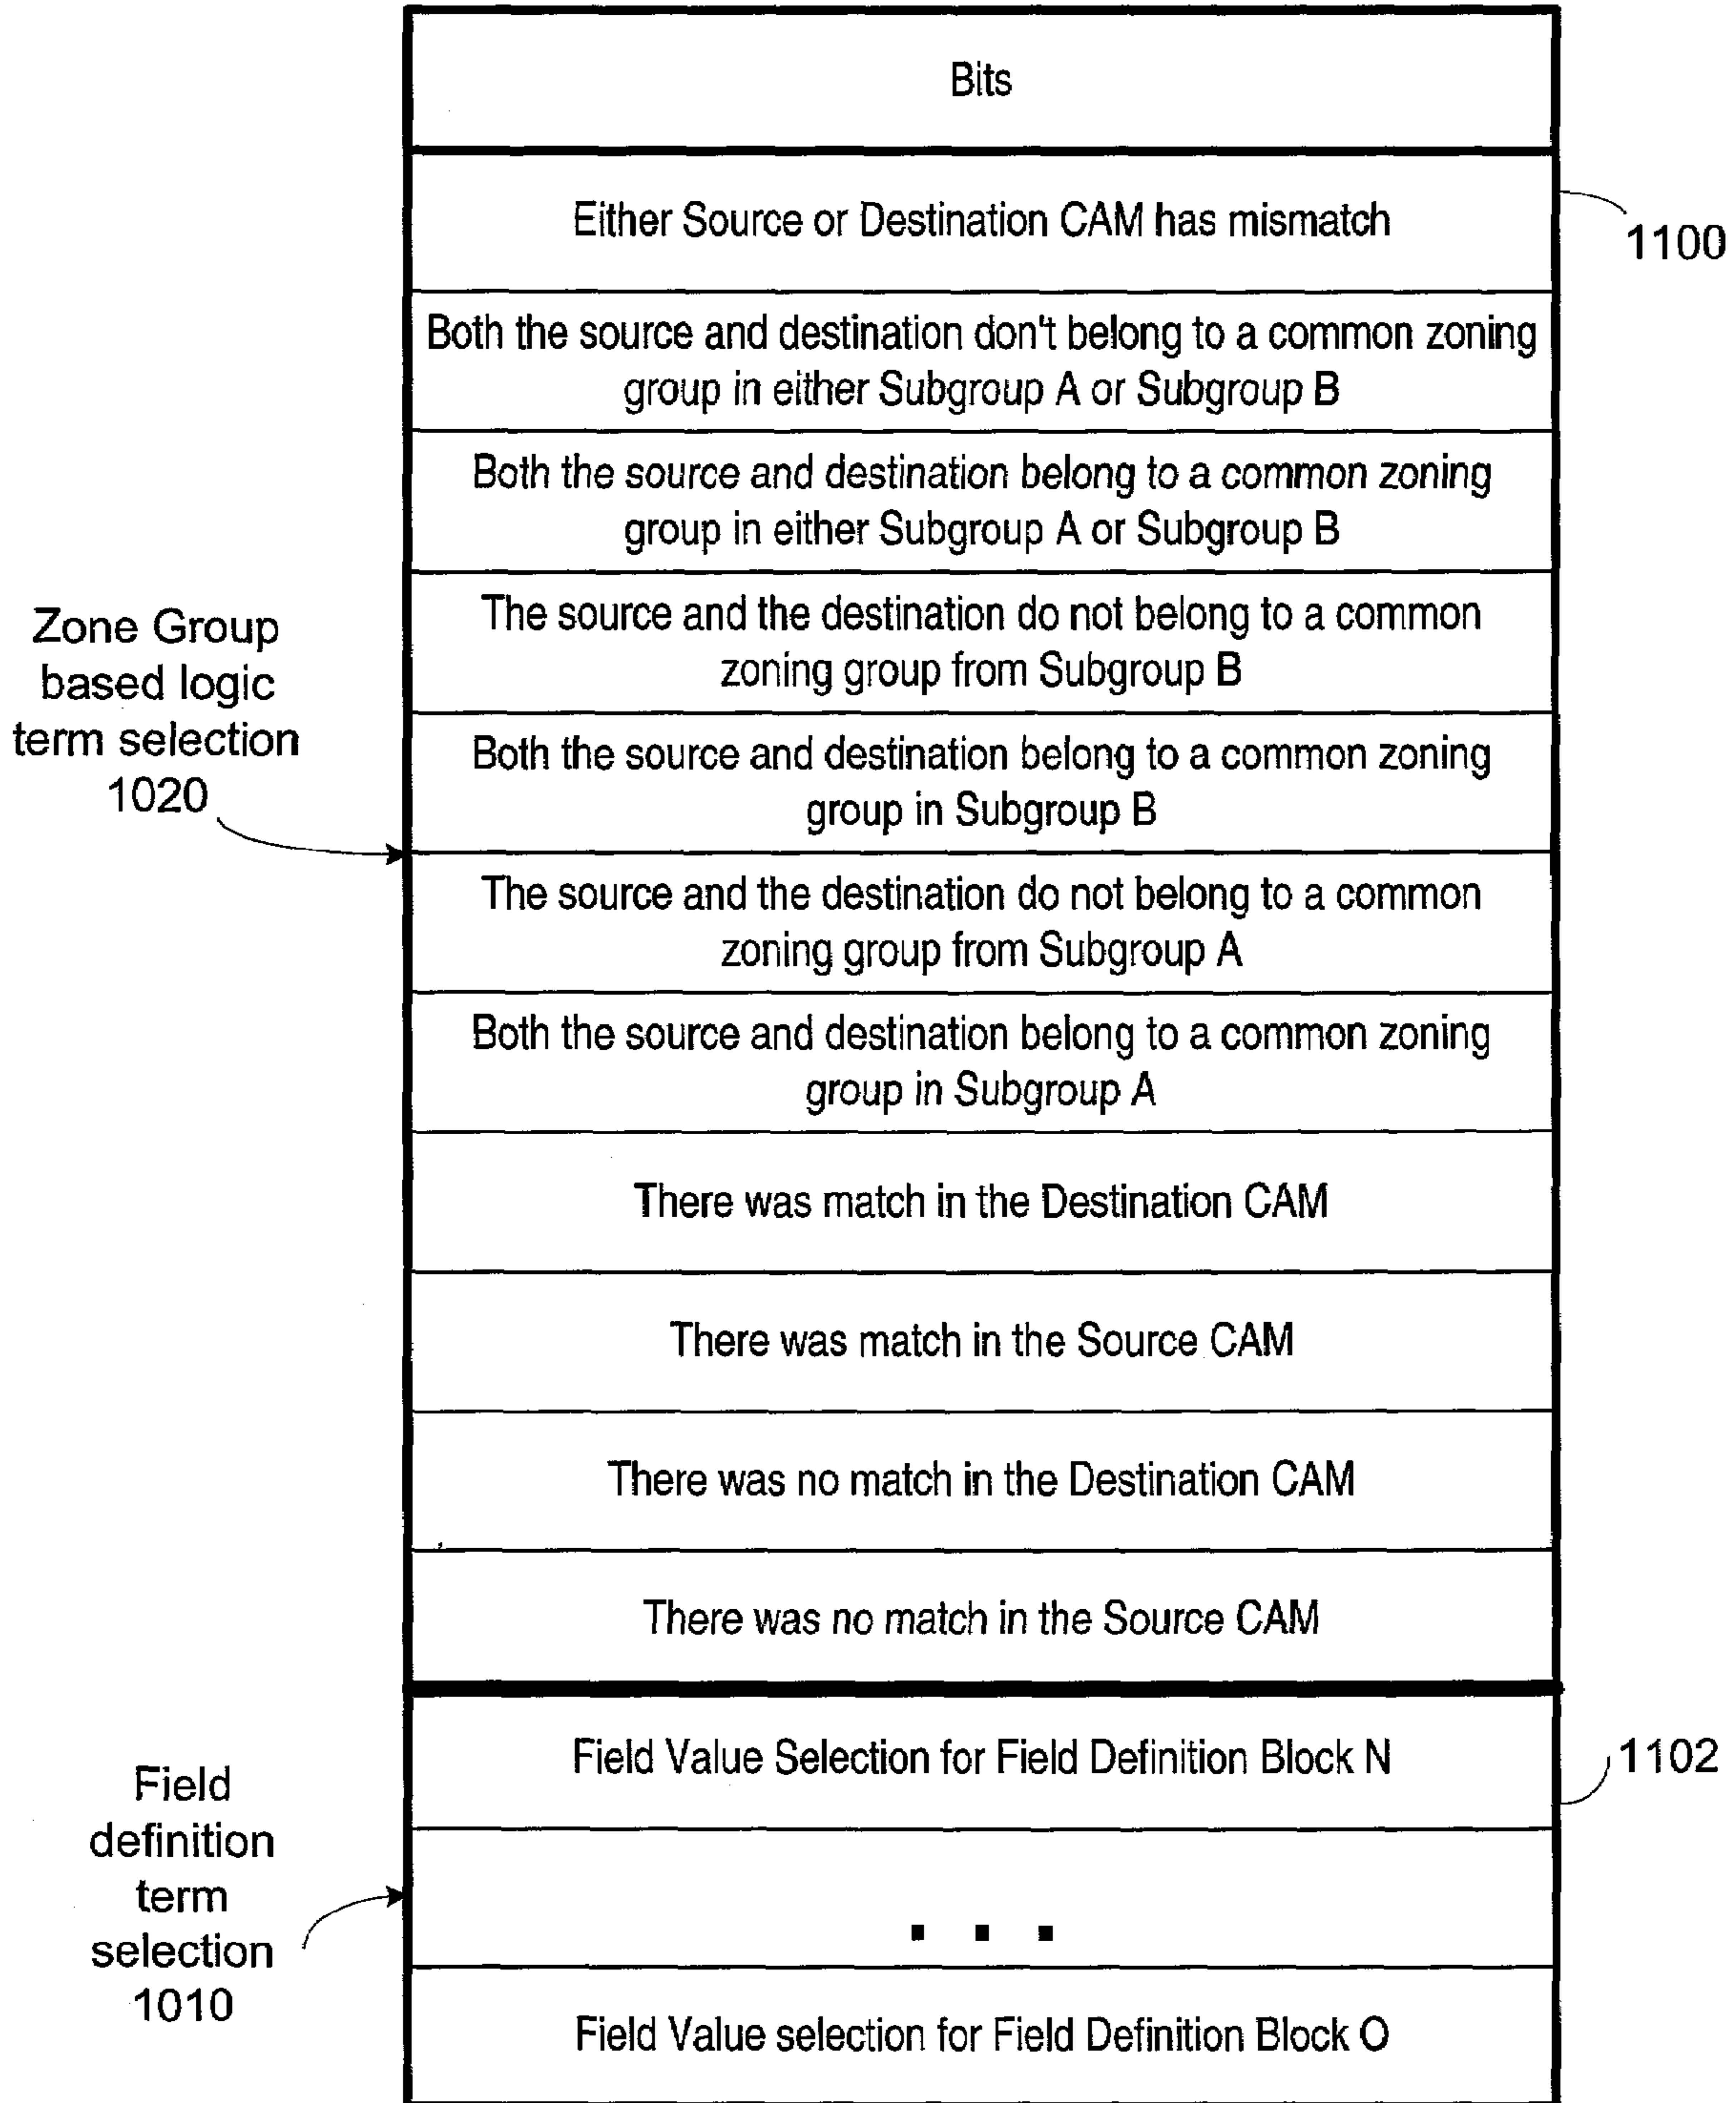 Bits
Either Source or Destination CAM has mismatch
1100
Both the source and destination don't belong to a common zoning
group in either Subgroup A or Subgroup B
Both the source and destination belong to a common zoning
group in either Subgroup A or Subgroup B
The source and the destination do not belong to a common
zoning group from Subgroup B
Zone Group
based logic
term selection
1020
Both the source and destination belong to a common zoning
group in Subgroup B
The source and the destination do not belong to a common
zoning group from Subgroup A
Both the source and destination belong to a common zoning
group in Subgroup A
There was match in the Destination CAM
There was match in the Source CAM
There was no match in the Destination CAM
There was no match in the Source CAM
Field Value Selection for Field Definition Block N
1102
Field
definition
term
selection
1010
. . .
Field Value selection for Field Definition Block O